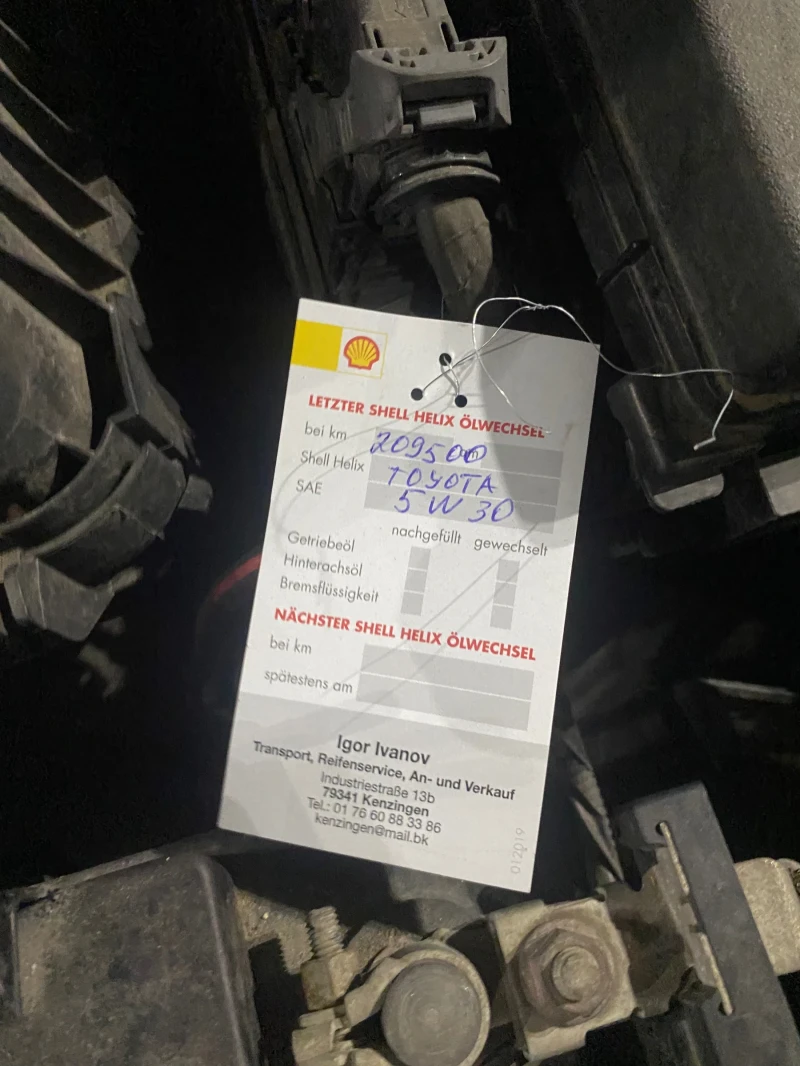 LETZTER SHELL HELIX ÖLWECHSEL
bei km 209500
Shell Helix TOYOTA
SAE 5W30
nachgefüllt gewechselt
Getriebeöl
Hinterachsöl
Bremsflüssigkeit
NÄCHSTER SHELL HELIX ÖLWECHSEL
bei km
spätestens am
Igor Ivanov
Transport, Reifenservice, An- und Verkauf
Industriestraße 13b
79341 Kenzingen
Tel.: 01 76 60 88 33 86
kenzingen@mail.bk
012019